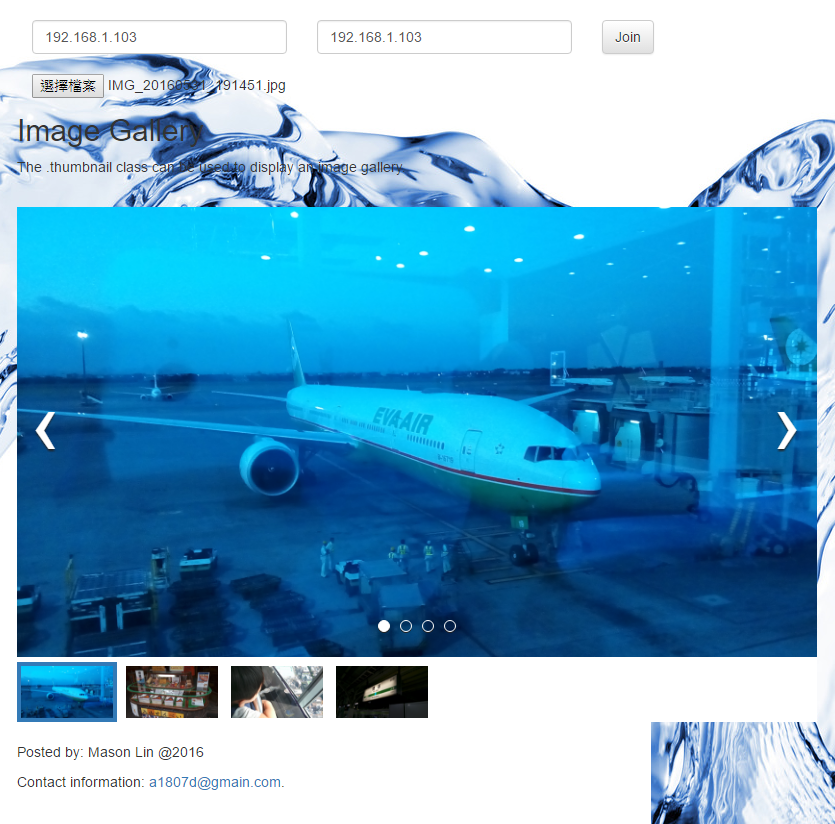 192.168.1.103 192.168.1.103 Join
選擇檔案 IMG_20160531_191451.jpg
Image Gallery
The .thumbnail class can be used to display an image gallery.
EVA AIR
Posted by: Mason Lin @2016
Contact information: a1807d@gmain.com.